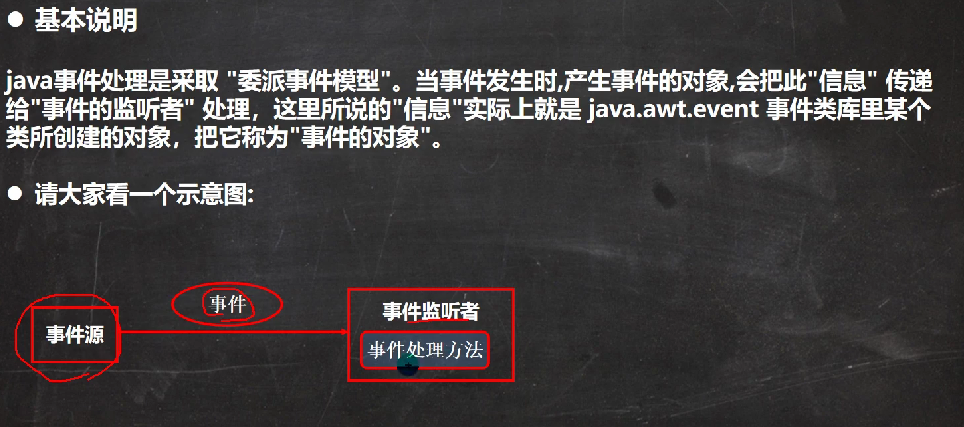 ● 基本说明
java事件处理是采取 "委派事件模型"。当事件发生时,产生事件的对象,会把此"信息" 传递
给"事件的监听者" 处理，这里所说的"信息"实际上就是 java.awt.event 事件类库里某个
类所创建的对象，把它称为"事件的对象"。
● 请大家看一个示意图:
事件
事件监听者
事件源
事件处理方法